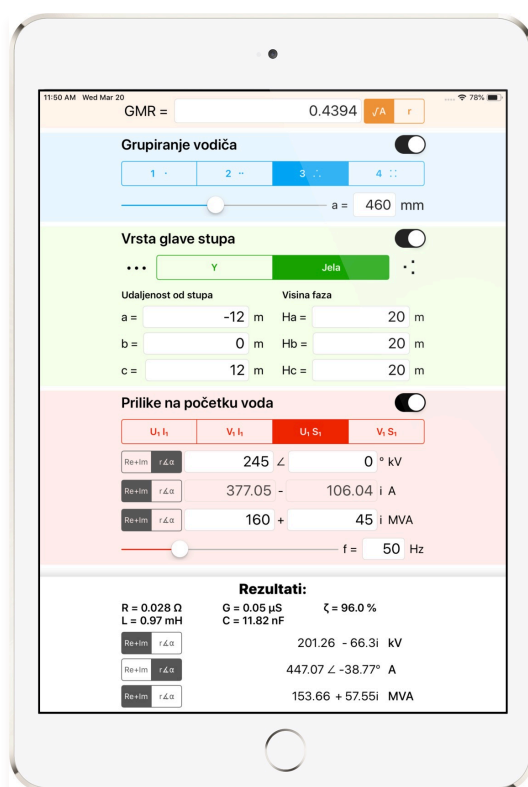 11:50 AM Wed Mar 20 78%
GMR = 0.4394 √A r
Grupiranje vodiča
1 2 3 4
a = 460 mm
Vrsta glave stupa
Y Jela
Udaljenost od stupa Visina faza
a = -12 m Ha = 20 m
b = 0 m Hb = 20 m
c = 12 m Hc = 20 m
Prilike na početku voda
U₁ I₁ V₁ I₁ U₁ S₁ V₁ S₁
Re+Im r∡α 245 ∠ 0 ° kV
Re+Im r∡α 377.05 - 106.04 i A
Re+Im r∡α 160 + 45 i MVA
f = 50 Hz
Rezultati:
R = 0.028 Ω G = 0.05 µS ζ = 96.0 %
L = 0.97 mH C = 11.82 nF
Re+Im r∡α 201.26 - 66.3i kV
Re+Im r∡α 447.07 ∠ -38.77° A
Re+Im r∡α 153.66 + 57.55i MVA